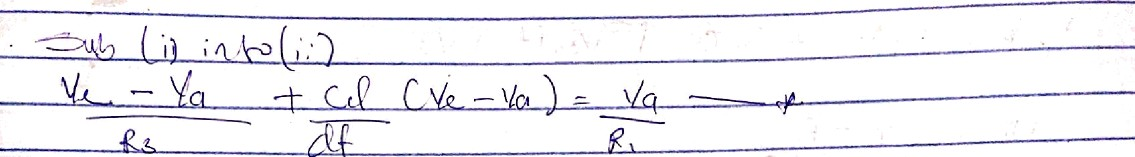 Sub (i) into (ii)
Ve - Va / R3 + Cd / dt (Ve - Va) = Va / R1 → *